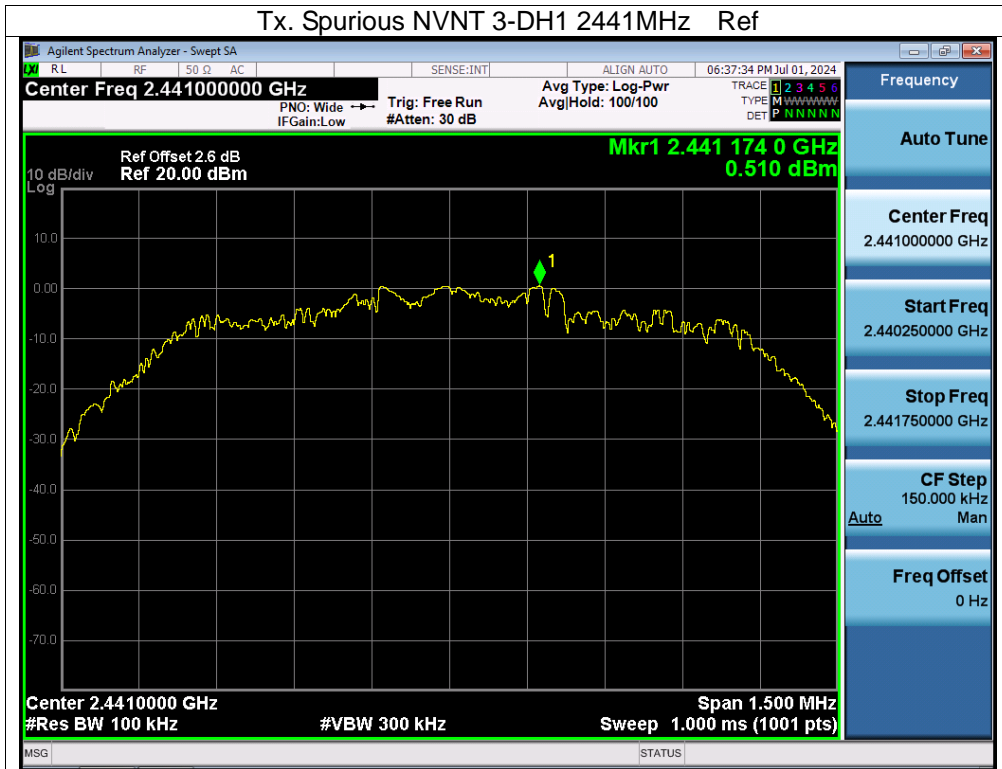 Tx. Spurious NVNT 3-DH1 2441MHz Ref
Agilent Spectrum Analyzer - Swept SA
LXI RL RF 50 Ω AC SENSE:INT ALIGN AUTO 06:37:34 PM Jul 01, 2024
Center Freq 2.441000000 GHz
PNO: Wide
IFGain:Low
Trig: Free Run
#Atten: 30 dB
Avg Type: Log-Pwr
Avg|Hold: 100/100
TRACE 1 2 3 4 5 6
TYPE M WWWWW
DET P N N N N N
Mkr1 2.441 174 0 GHz
0.510 dBm
Ref Offset 2.6 dB
10 dB/div Ref 20.00 dBm
Log
10.0
0.00
-10.0
-20.0
-30.0
-40.0
-50.0
-60.0
-70.0
1
Center 2.4410000 GHz Span 1.500 MHz
#Res BW 100 kHz #VBW 300 kHz Sweep 1.000 ms (1001 pts)
MSG STATUS
Frequency
Auto Tune
Center Freq
2.441000000 GHz
Start Freq
2.440250000 GHz
Stop Freq
2.441750000 GHz
CF Step
150.000 kHz
Auto Man
Freq Offset
0 Hz